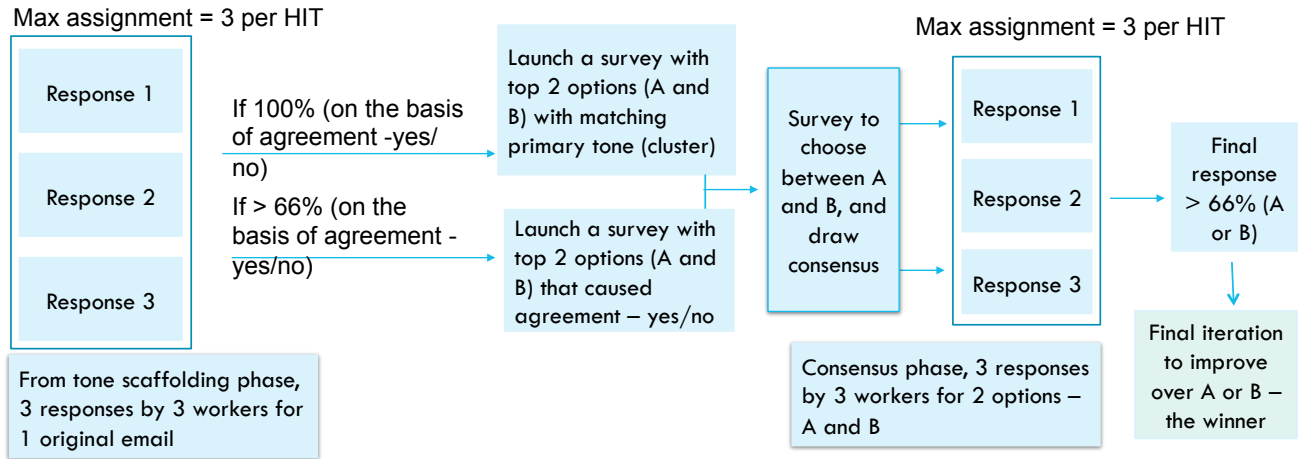 Max assignment = 3 per HIT
Response 1
Response 2
Response 3
From tone scaffolding phase,
3 responses by 3 workers for
1 original email
If 100% (on the basis
of agreement -yes/
no)
If > 66% (on the
basis of agreement -
yes/no)
Launch a survey with
top 2 options (A and
B) with matching
primary tone (cluster)
Launch a survey with
top 2 options (A and
B) that caused
agreement – yes/no
Survey to
choose
between A
and B, and
draw
consensus
Max assignment = 3 per HIT
Response 1
Response 2
Response 3
Consensus phase, 3 responses
by 3 workers for 2 options –
A and B
Final
response
> 66% (A
or B)
Final iteration
to improve
over A or B –
the winner